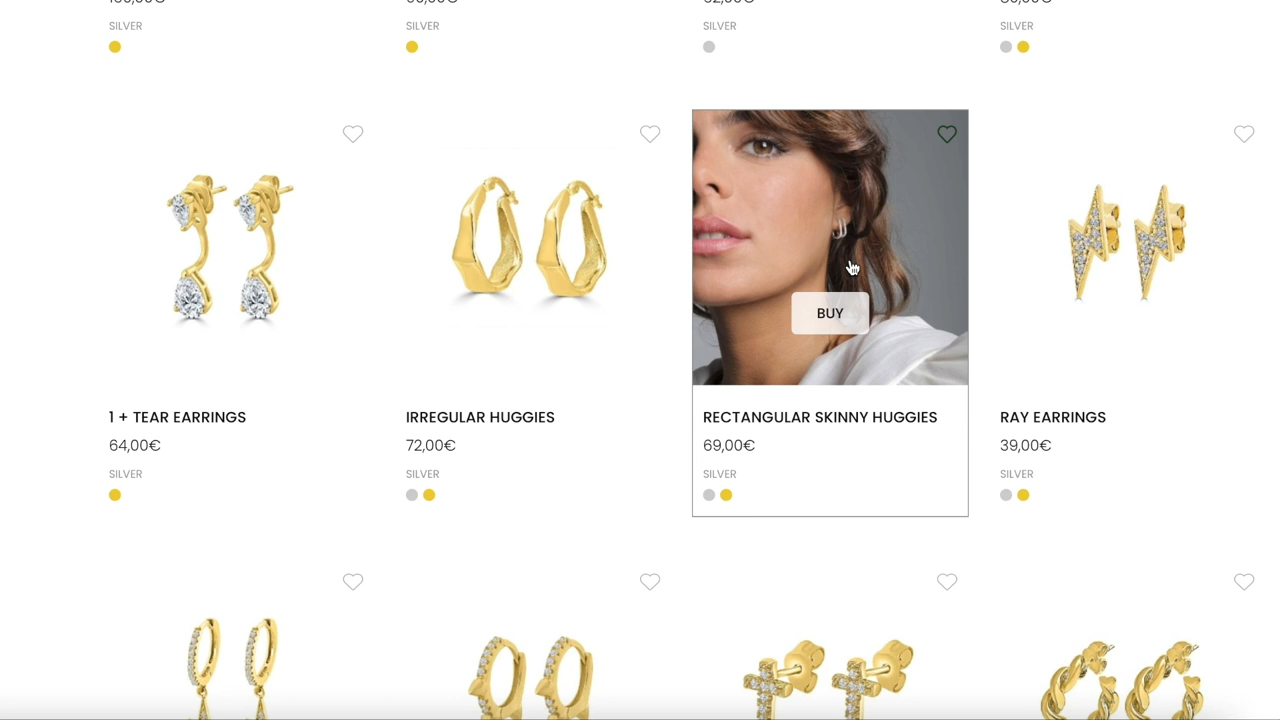 SILVER
SILVER
SILVER
SILVER
BUY
1 + TEAR EARRINGS
IRREGULAR HUGGIES
RECTANGULAR SKINNY HUGGIES
RAY EARRINGS
64,00€
72,00€
69,00€
39,00€
SILVER
SILVER
SILVER
SILVER